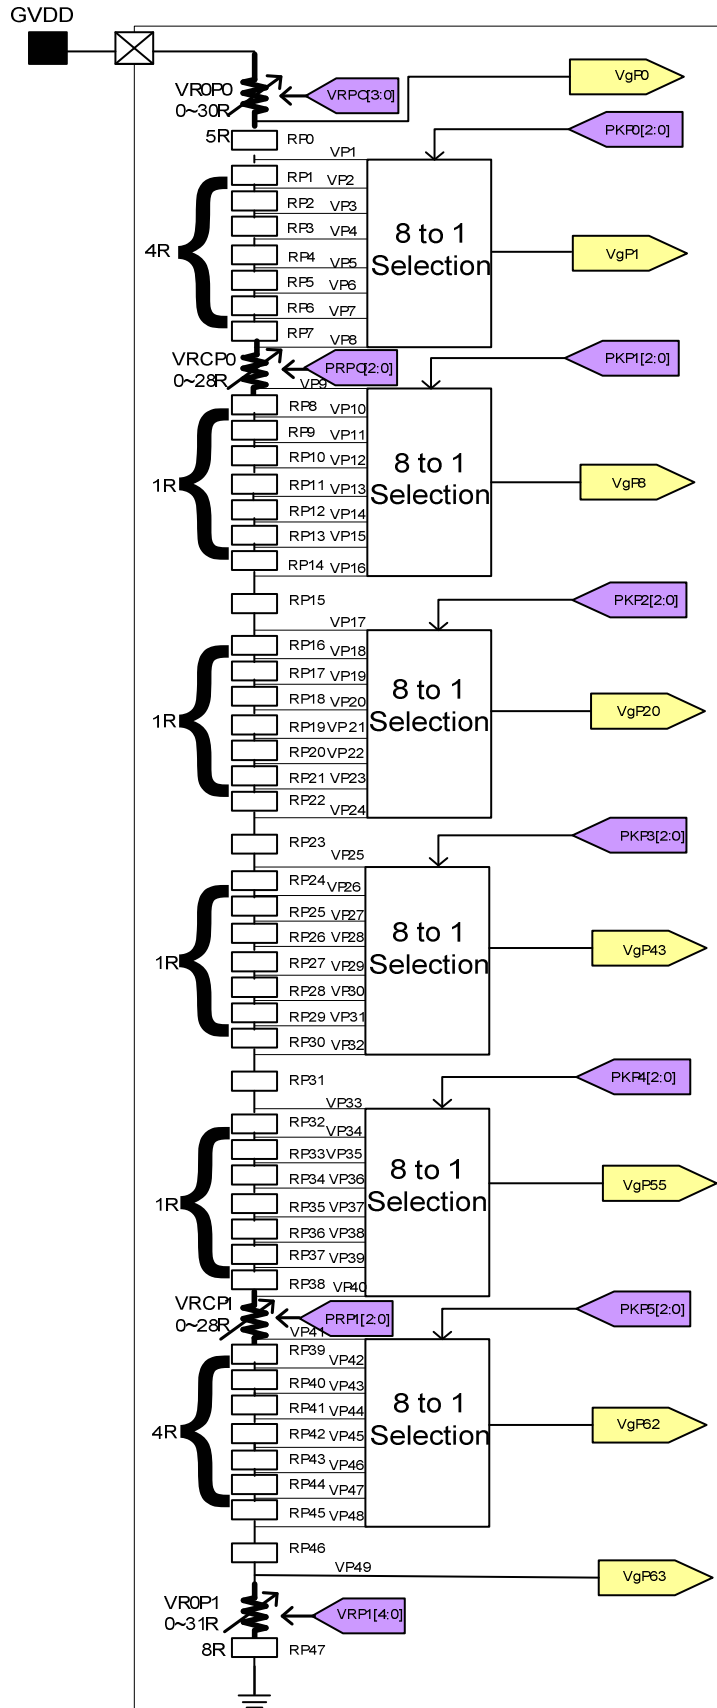 GVDD
VR0P0
0~30R
VRP0[3:0]
VgP0
5R
RP0
PKP0[2:0]
VP1
RP1
VP2
RP2
VP3
RP3
VP4
8 to 1
Selection
4R
RP4
VP5
VgP1
RP5
VP6
RP6
VP7
RP7
VP8
VRCP0
0~28R
PRP0[2:0]
PKP1[2:0]
VP9
RP8
VP10
RP9
VP11
RP10
VP12
8 to 1
Selection
1R
RP11
VP13
VgP8
RP12
VP14
RP13
VP15
RP14
VP16
RP15
PKP2[2:0]
VP17
RP16
VP18
RP17
VP19
RP18
VP20
8 to 1
Selection
1R
RP19
VP21
VgP20
RP20
VP22
RP21
VP23
RP22
VP24
RP23
PKP3[2:0]
VP25
RP24
VP26
RP25
VP27
RP26
VP28
8 to 1
Selection
1R
RP27
VP29
VgP43
RP28
VP30
RP29
VP31
RP30
VP32
RP31
PKP4[2:0]
VP33
RP32
VP34
RP33
VP35
RP34
VP36
8 to 1
Selection
1R
RP35
VP37
VgP55
RP36
VP38
RP37
VP39
RP38
VP40
VRCP1
0~28R
PRP1[2:0]
PKP5[2:0]
VP41
RP39
VP42
RP40
VP43
RP41
VP44
8 to 1
Selection
4R
RP42
VP45
VgP62
RP43
VP46
RP44
VP47
RP45
VP48
RP46
VP49
VgP63
VR0P1
0~31R
VRP1[4:0]
8R
RP47